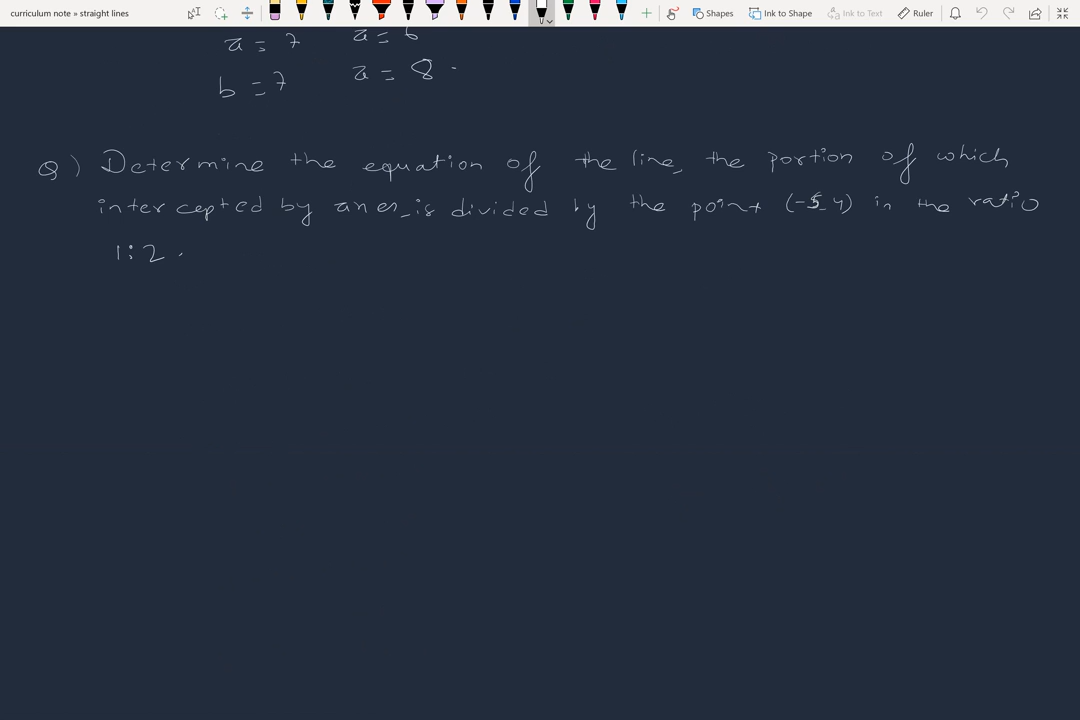 curriculum note » straight lines
Shapes
Ink to Shape
Ink to Text
Ruler
a = 7 a = 6
b = 7 a = 8
Q) Determine the equation of the line, the portion of which
intercepted by axes, is divided by the point (-5, 4) in the ratio
1:2.